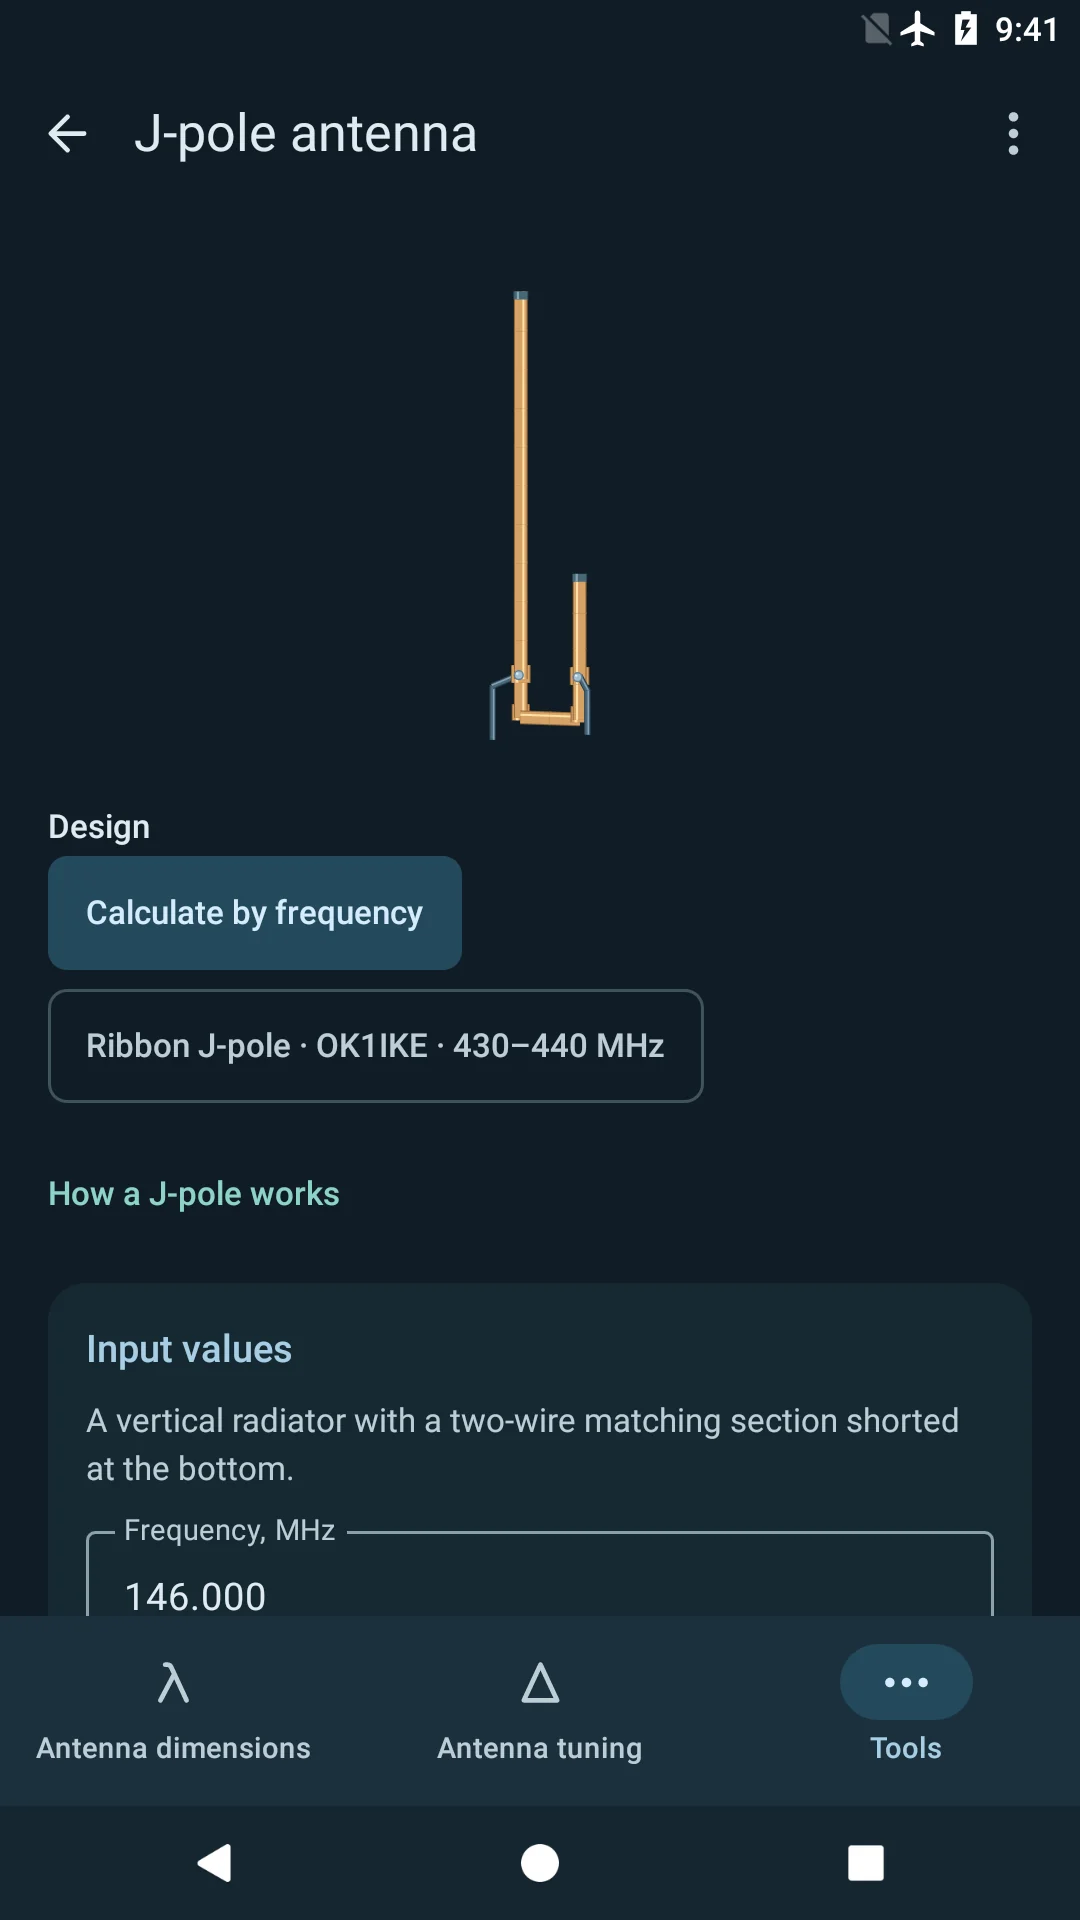 9:41
J-pole antenna
Design
Calculate by frequency
Ribbon J-pole · OK1IKE · 430–440 MHz
How a J-pole works
Input values
A vertical radiator with a two-wire matching section shorted
at the bottom.
Frequency, MHz
146.000
λ
Δ
Antenna dimensions
Antenna tuning
Tools